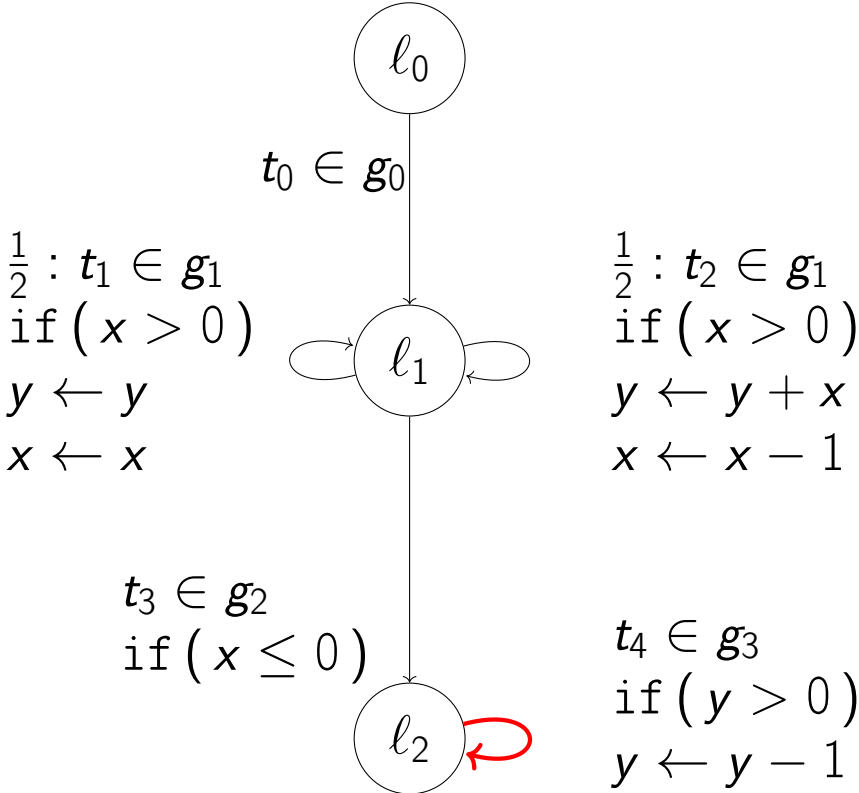 ℓ₀
t₀ ∈ g₀
½ : t₁ ∈ g₁
if ( x > 0 )
y ← y
x ← x
ℓ₁
½ : t₂ ∈ g₁
if ( x > 0 )
y ← y + x
x ← x − 1
t₃ ∈ g₂
if ( x ≤ 0 )
ℓ₂
t₄ ∈ g₃
if ( y > 0 )
y ← y − 1